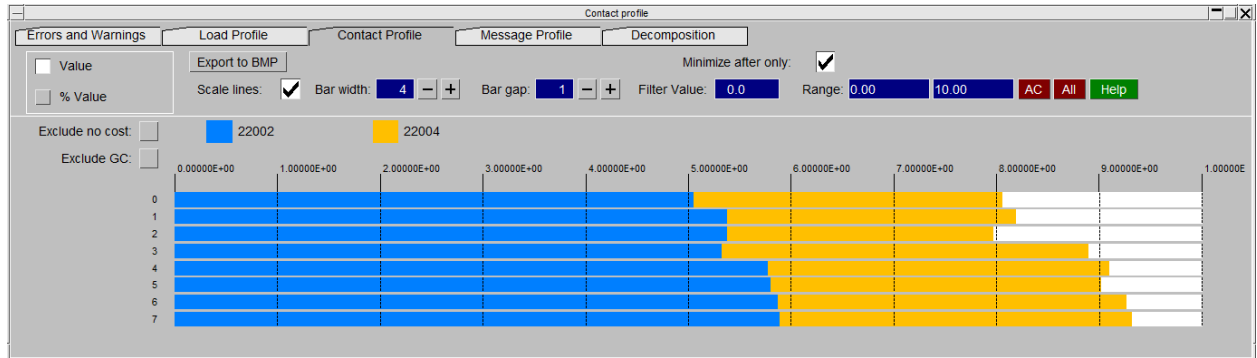 Contact profile
Errors and Warnings Load Profile Contact Profile Message Profile Decomposition
Value Export to BMP Minimize after only:
% Value Scale lines: Bar width: 4 Bar gap: 1 Filter Value: 0.0 Range: 0.00 10.00 AC All Help
Exclude no cost: 22002 22004
Exclude GC:
0.00000E+00 1.00000E+00 2.00000E+00 3.00000E+00 4.00000E+00 5.00000E+00 6.00000E+00 7.00000E+00 8.00000E+00 9.00000E+00 1.00000E
0
1
2
3
4
5
6
7